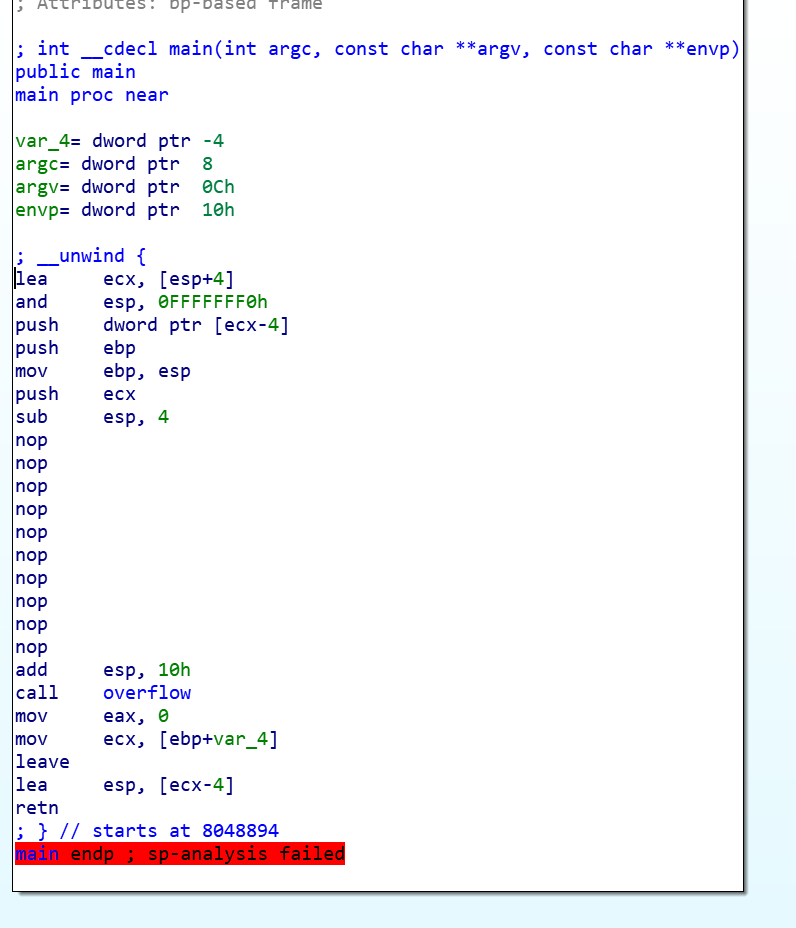 ; Attributes: bp-based frame
; int __cdecl main(int argc, const char **argv, const char **envp)
public main
main proc near
var_4= dword ptr -4
argc= dword ptr  8
argv= dword ptr  0Ch
envp= dword ptr  10h
; __unwind {
lea     ecx, [esp+4]
and     esp, 0FFFFFFF0h
push    dword ptr [ecx-4]
push    ebp
mov     ebp, esp
push    ecx
sub     esp, 4
nop
nop
nop
nop
nop
nop
nop
nop
nop
nop
add     esp, 10h
call    overflow
mov     eax, 0
mov     ecx, [ebp+var_4]
leave
lea     esp, [ecx-4]
retn
; } // starts at 8048894
main endp ; sp-analysis failed